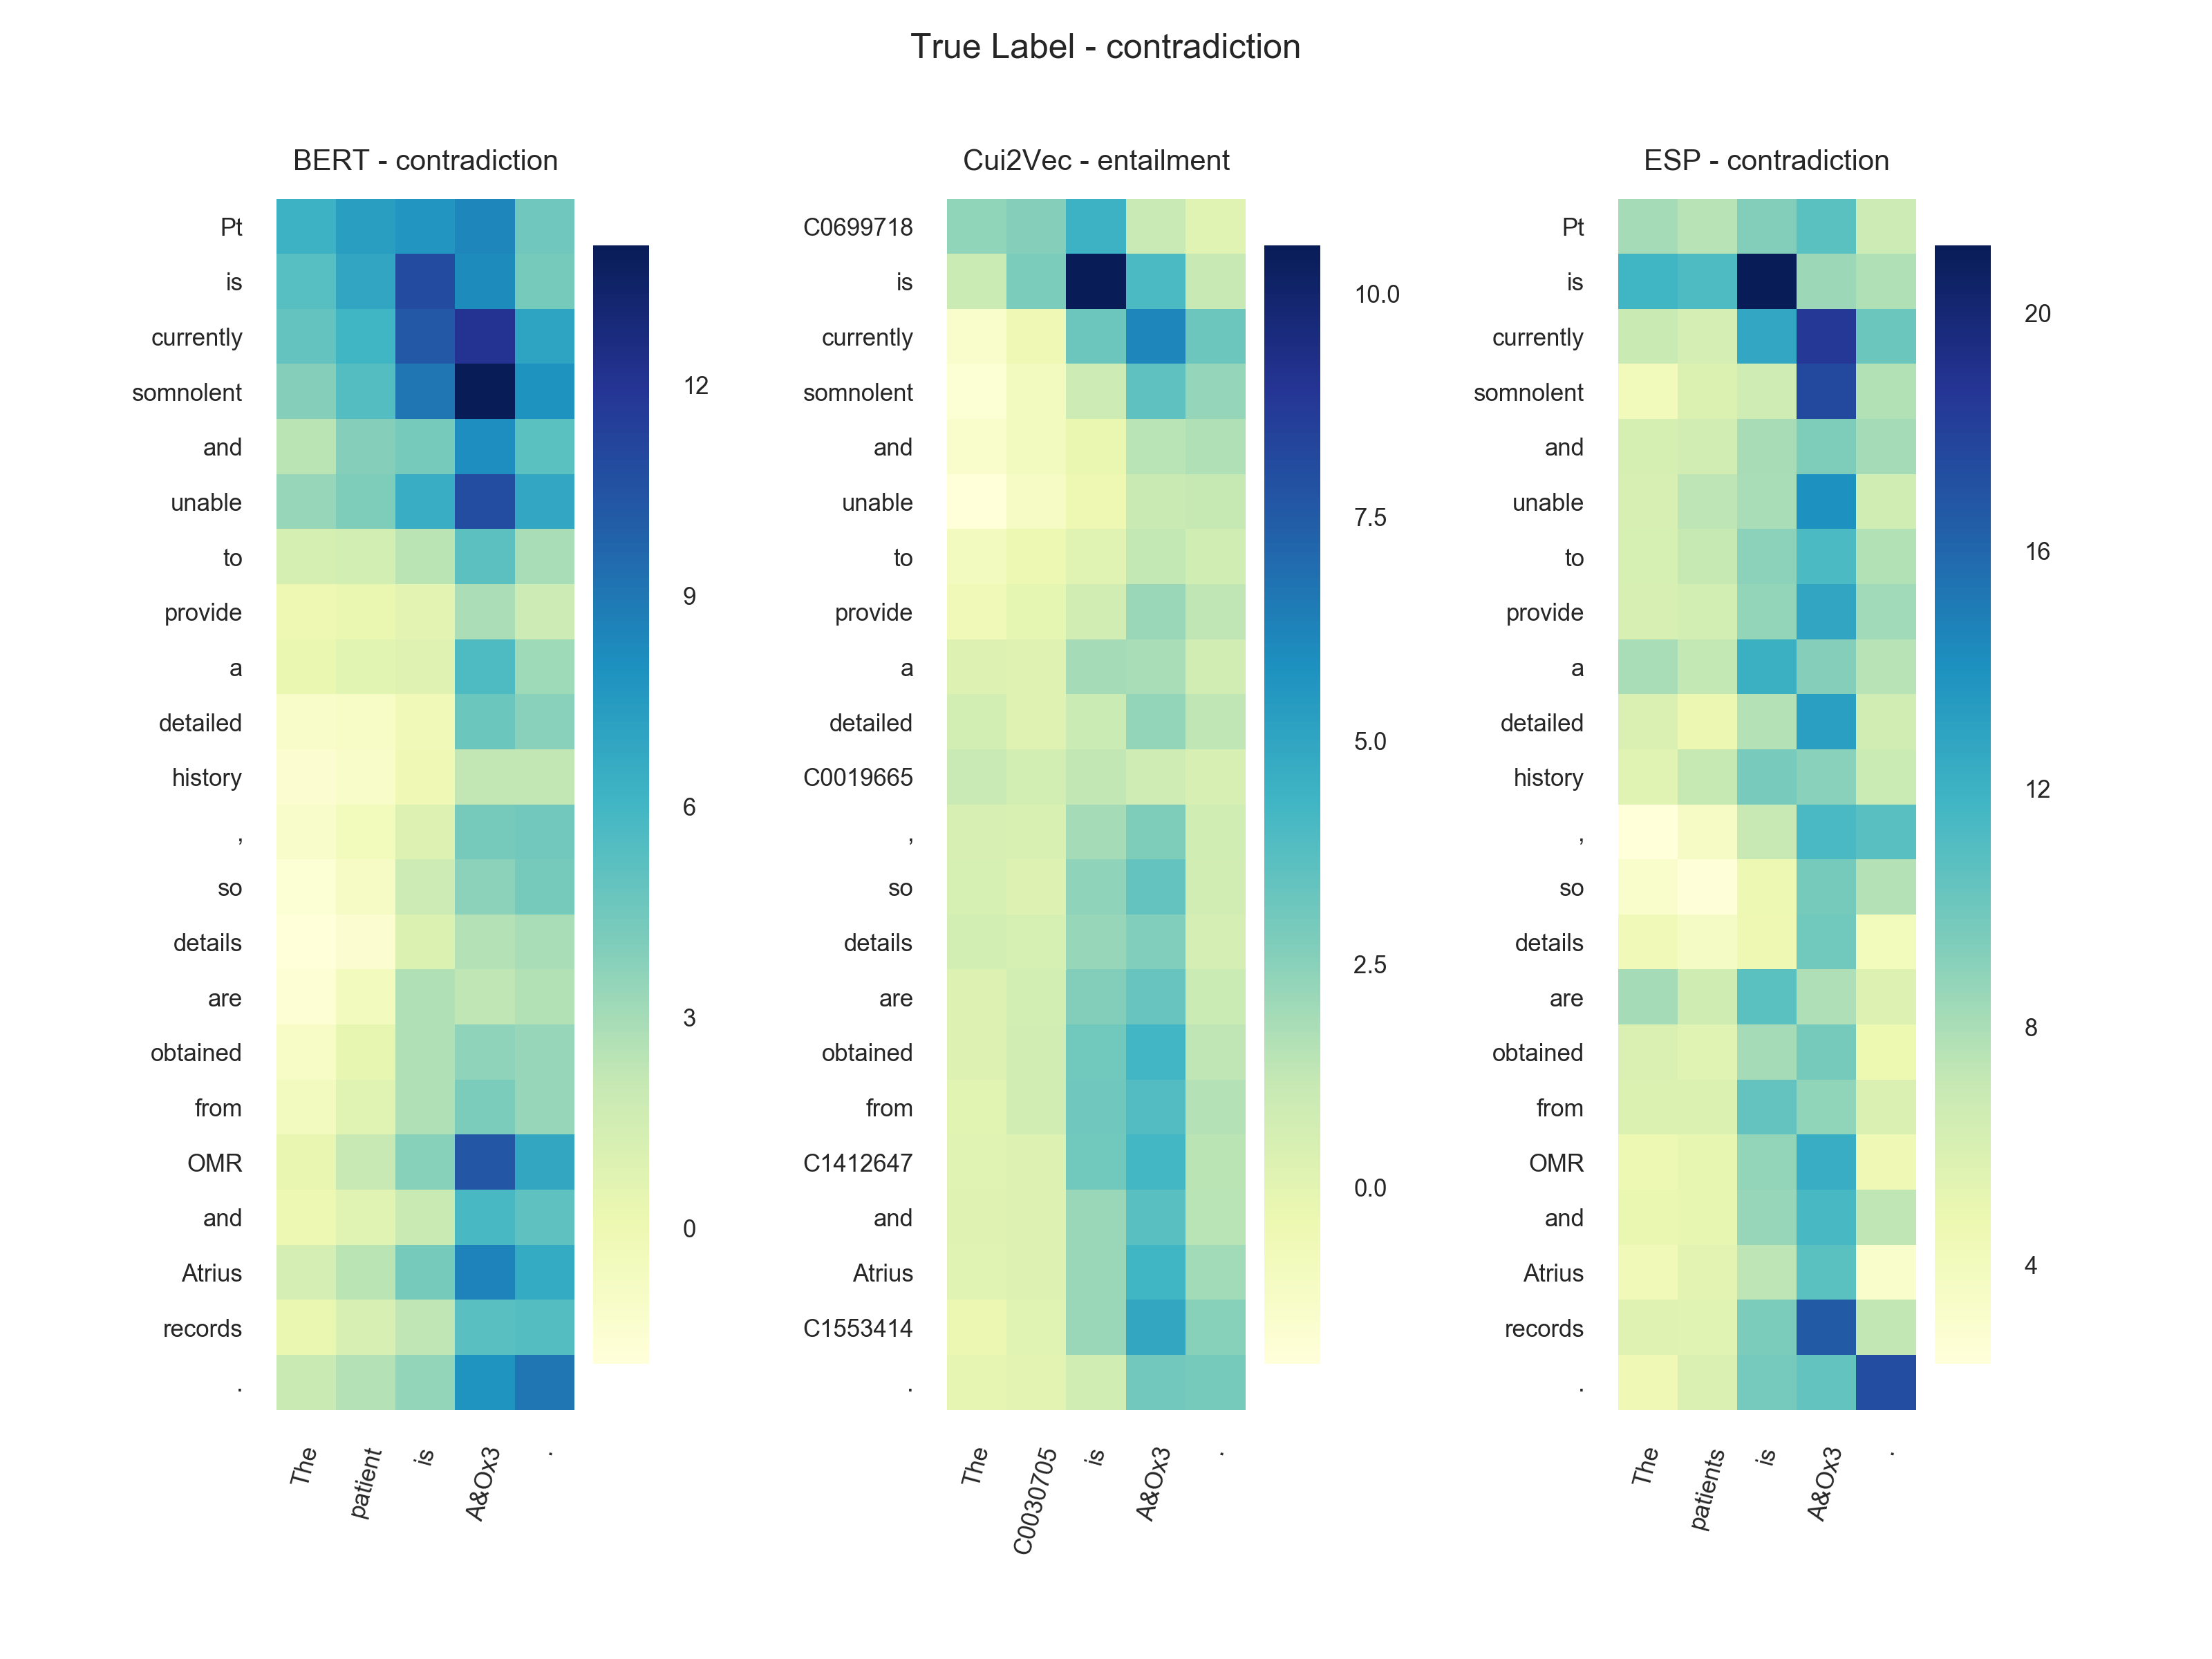 True Label - contradiction
BERT - contradiction
Pt
is
currently
somnolent
and
unable
to
provide
a
detailed
history
,
so
details
are
obtained
from
OMR
and
Atrius
records
.
The
patient
is
A&Ox3
.
12
9
6
3
0
Cui2Vec - entailment
C0699718
is
currently
somnolent
and
unable
to
provide
a
detailed
C0019665
,
so
details
are
obtained
from
C1412647
and
Atrius
C1553414
.
The
C0030705
is
A&Ox3
.
10.0
7.5
5.0
2.5
0.0
ESP - contradiction
Pt
is
currently
somnolent
and
unable
to
provide
a
detailed
history
,
so
details
are
obtained
from
OMR
and
Atrius
records
.
The
patients
is
A&Ox3
.
20
16
12
8
4